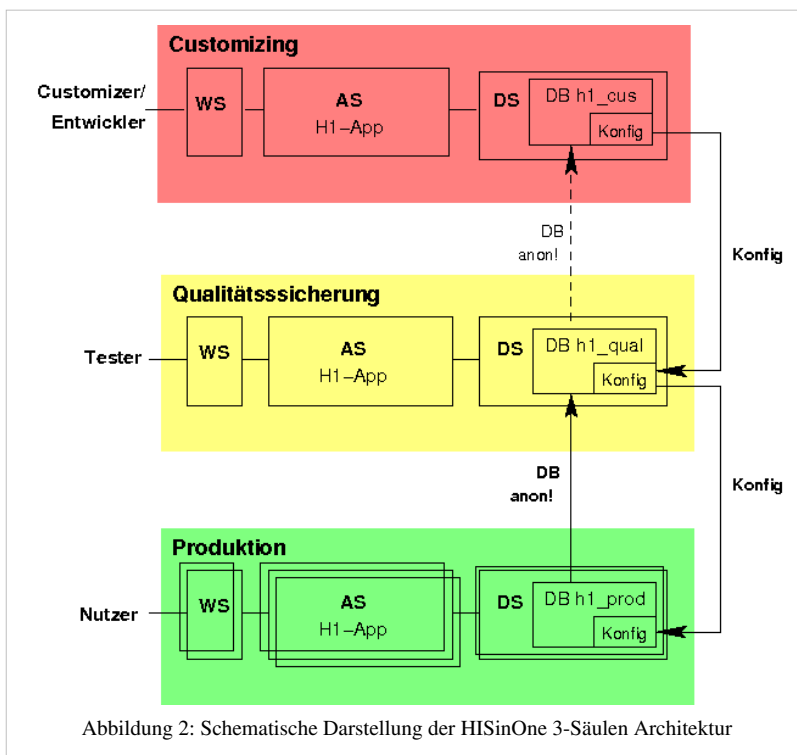 Customizing
Customizer/
Entwickler
WS
AS
H1-App
DS
DB h1_cus
Konfig
DB
anon!
Konfig
Qualitätsssicherung
Tester
WS
AS
H1-App
DS
DB h1_qual
Konfig
DB
anon!
Konfig
Produktion
Nutzer
WS
AS
H1-App
DS
DB h1_prod
Konfig
Abbildung 2: Schematische Darstellung der HISinOne 3-Säulen Architektur